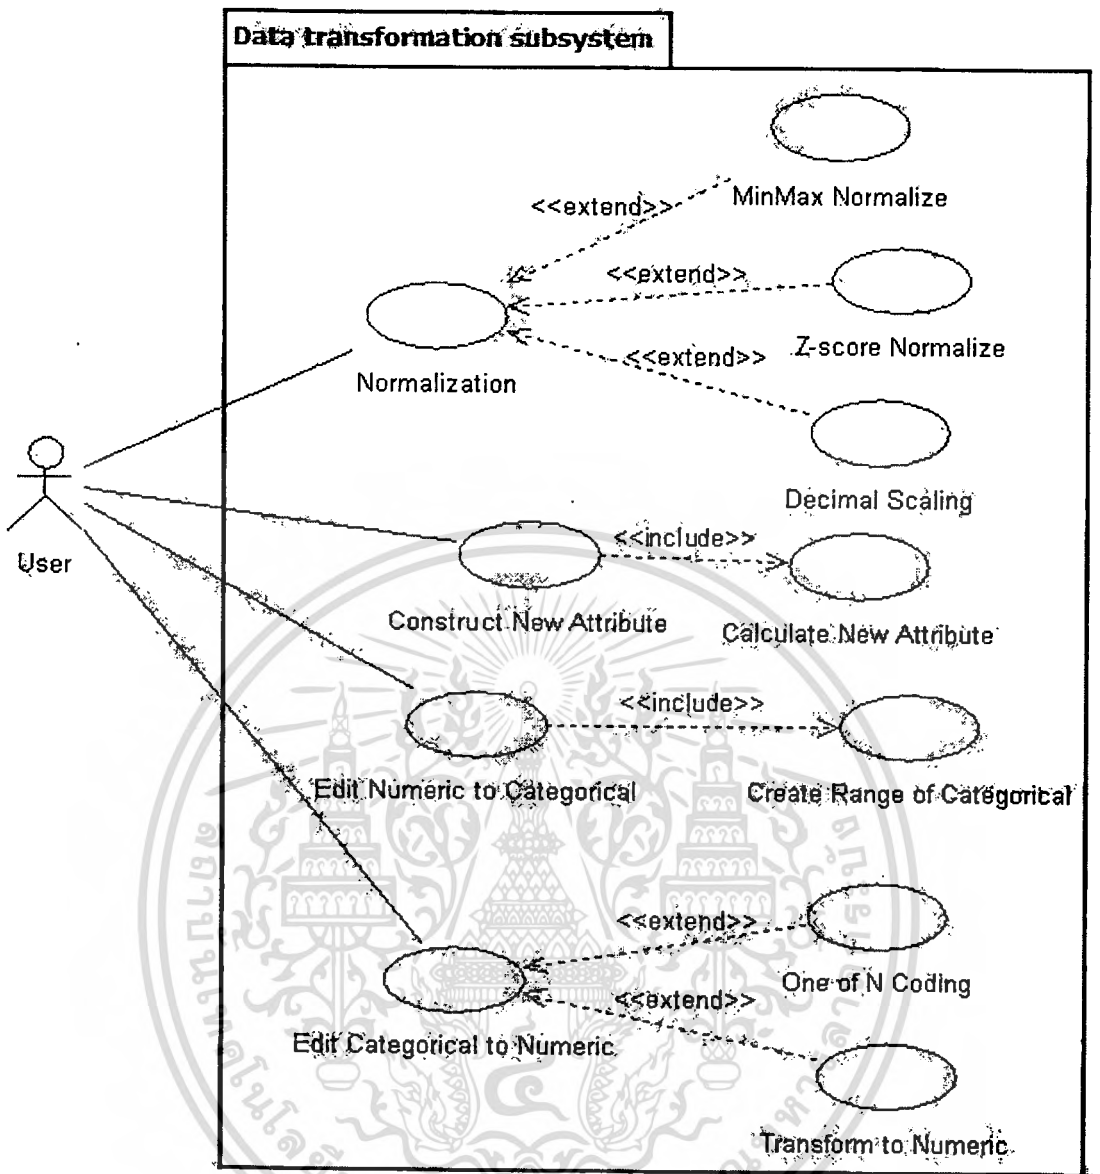 Data transformation subsystem
MinMax Normalize
<<extend>>
<<extend>>
Z-score Normalize
<<extend>>
Normalization
Decimal Scaling
User
<<include>>
Construct New Attribute
Calculate New Attribute
<<include>>
Edit Numeric to Categorical
Create Range of Categorical
<<extend>>
One of N Coding
<<extend>>
Edit Categorical to Numeric
Transform to Numeric